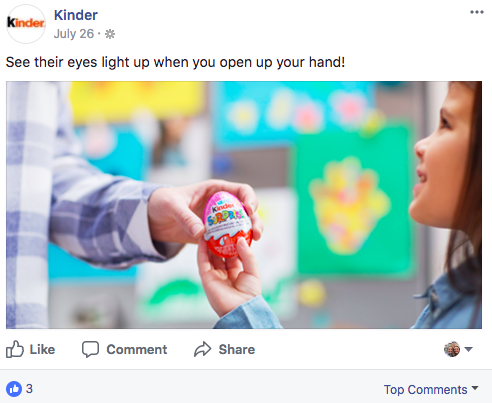 Kinder
Kinder
July 26
See their eyes light up when you open up your hand!
Kinder
SURPRISE
Like
Comment
Share
3
Top Comments